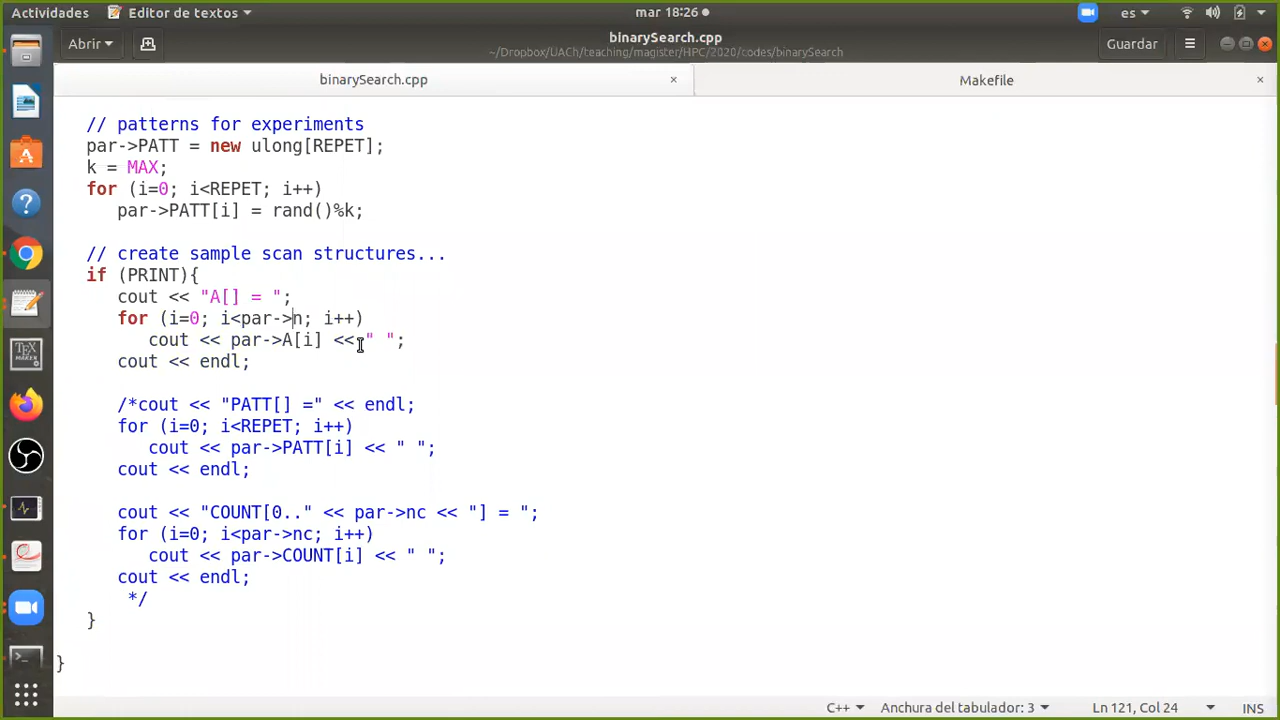 Actividades Editor de textos mar 18:26 es
Abrir binarySearch.cpp Guardar
~/Dropbox/UACh/teaching/magister/HPC/2020/codes/binarySearch
binarySearch.cpp × Makefile ×
// patterns for experiments
par->PATT = new ulong[REPET];
k = MAX;
for (i=0; i<REPET; i++)
par->PATT[i] = rand()%k;
// create sample scan structures...
if (PRINT){
cout << "A[] = ";
for (i=0; i<par->n; i++)
cout << par->A[i] << " ";
cout << endl;
/*cout << "PATT[] =" << endl;
for (i=0; i<REPET; i++)
cout << par->PATT[i] << " ";
cout << endl;
cout << "COUNT[0.." << par->nc << "] = ";
for (i=0; i<par->nc; i++)
cout << par->COUNT[i] << " ";
cout << endl;
*/
}
}
C++ Anchura del tabulador: 3 Ln 121, Col 24 INS